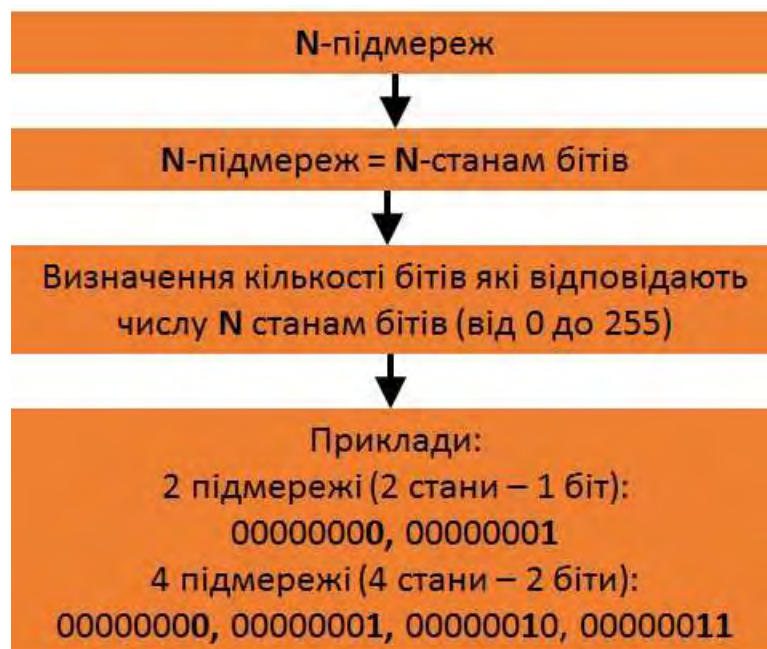 N-підмереж
N-підмереж = N-станам бітів
Визначення кількості бітів які відповідають
числу N станам бітів (від 0 до 255)
Приклади:
2 підмережі (2 стани – 1 біт):
00000000, 00000001
4 підмережі (4 стани – 2 біти):
00000000, 00000001, 00000010, 00000011